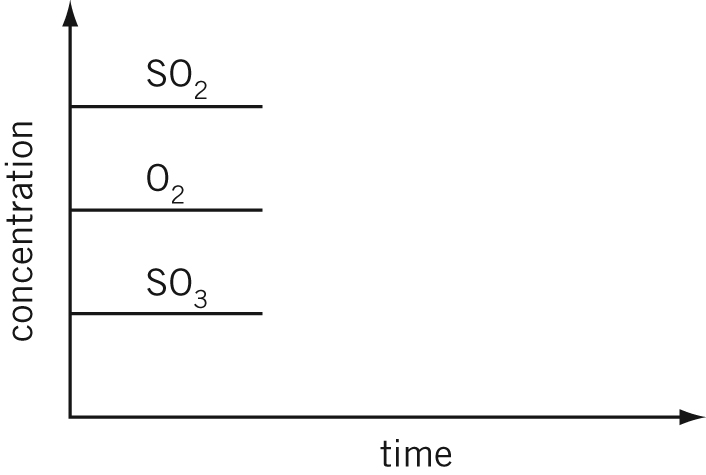 SO₂
O₂
SO₃
concentration
time